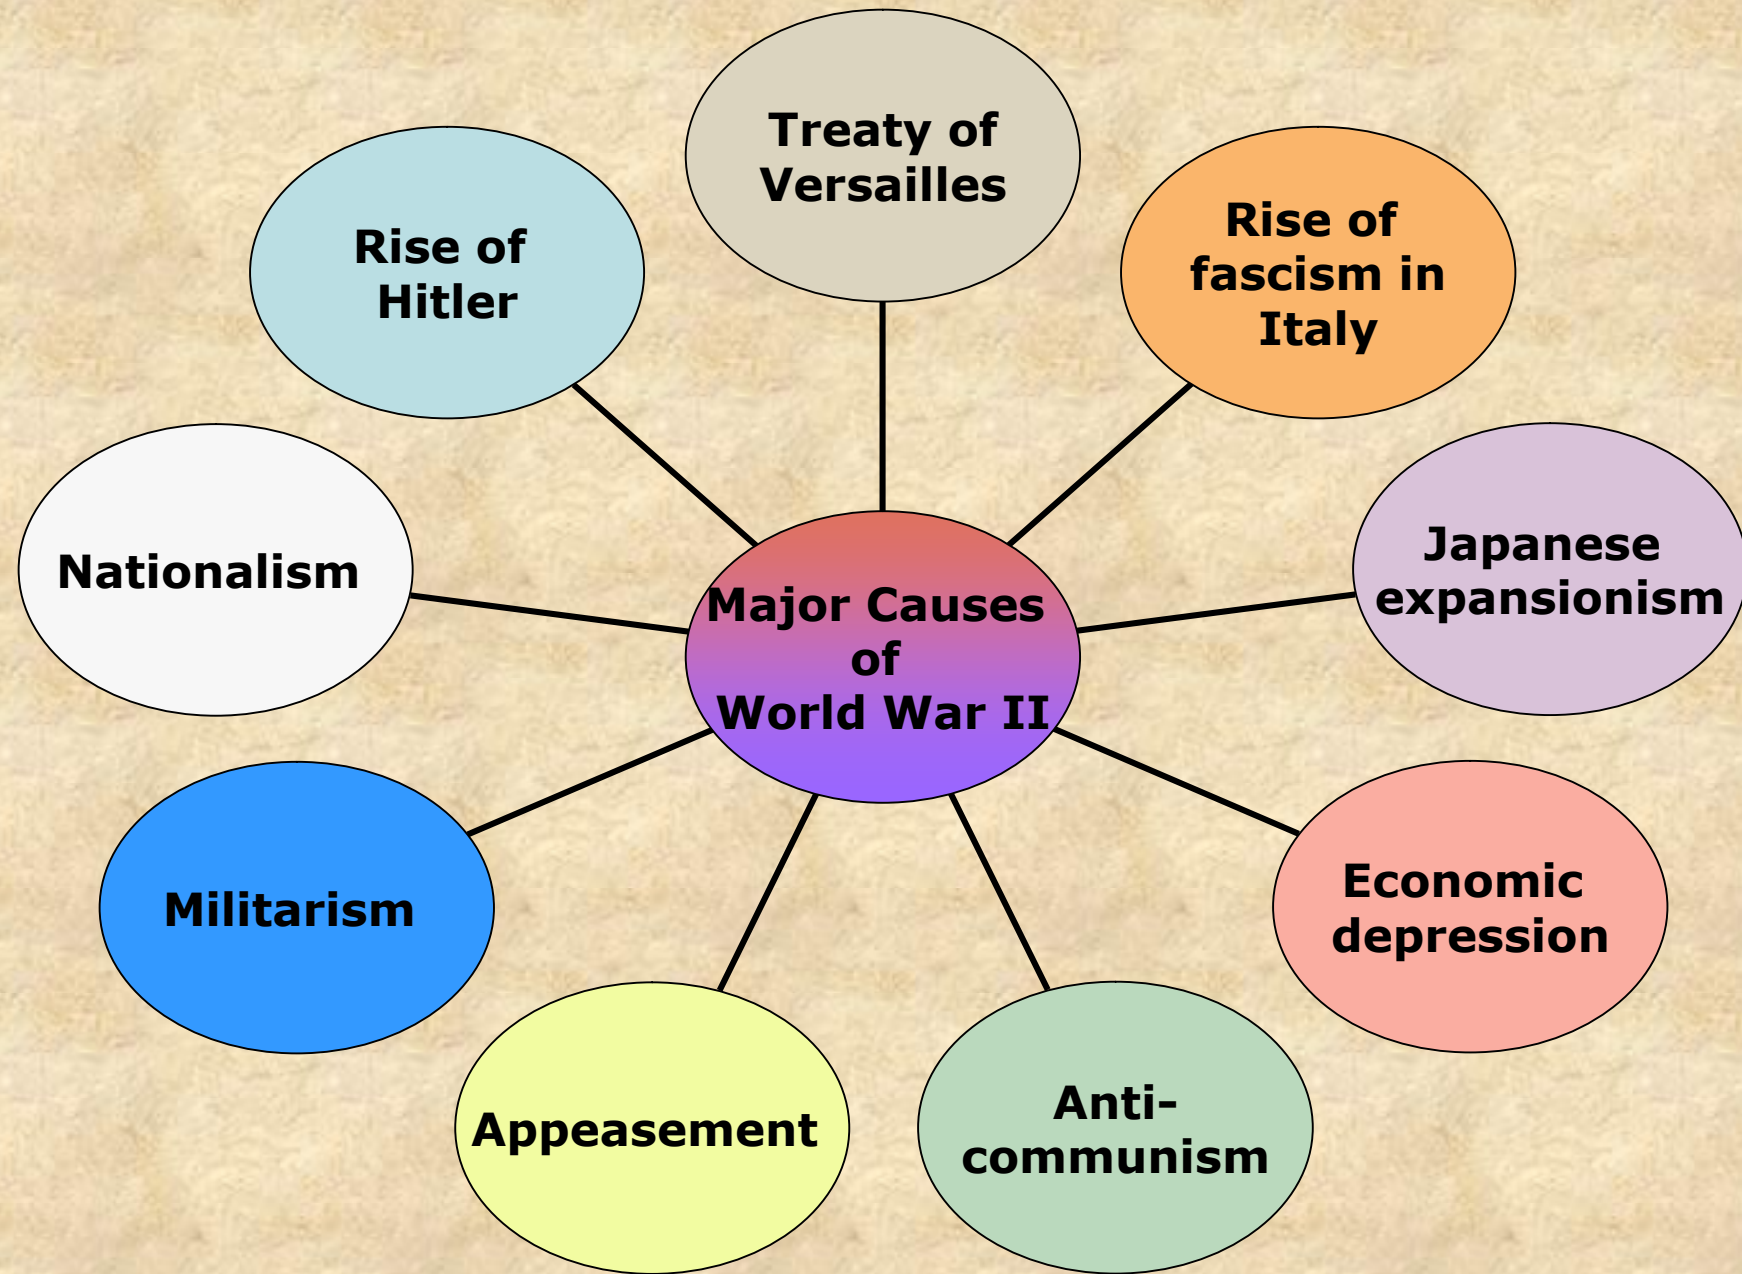 Treaty of
Versailles
Rise of
fascism in
Italy
Rise of
Hitler
Japanese
expansionism
Nationalism
Major Causes
of
World War II
Economic
depression
Militarism
Anti-
communism
Appeasement